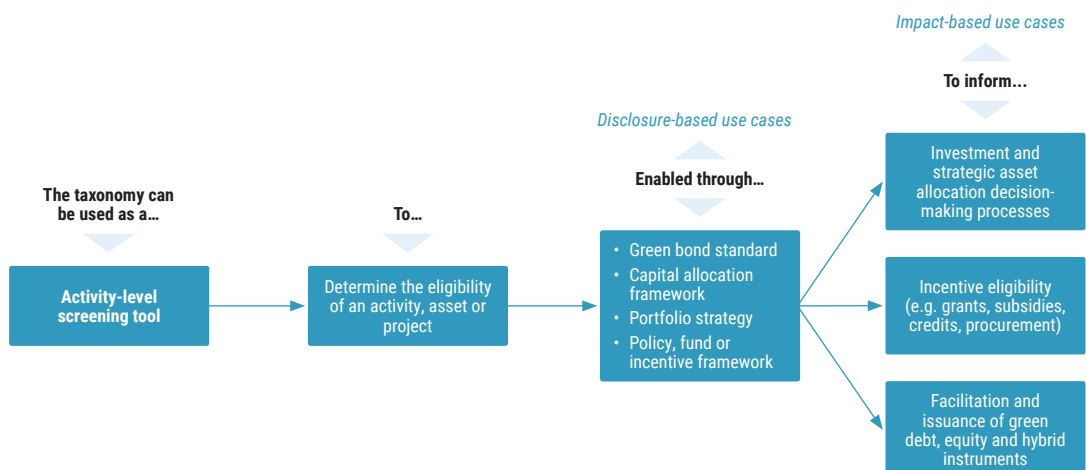 Impact-based use cases
To inform...
Disclosure-based use cases
Enabled through...
The taxonomy can
be used as a...
To...
Activity-level
screening tool
Determine the eligibility
of an activity, asset or
project
• Green bond standard
• Capital allocation
framework
• Portfolio strategy
• Policy, fund or
incentive framework
Investment and
strategic asset
allocation decision-
making processes
Incentive eligibility
(e.g. grants, subsidies,
credits, procurement)
Facilitation and
issuance of green
debt, equity and hybrid
instruments